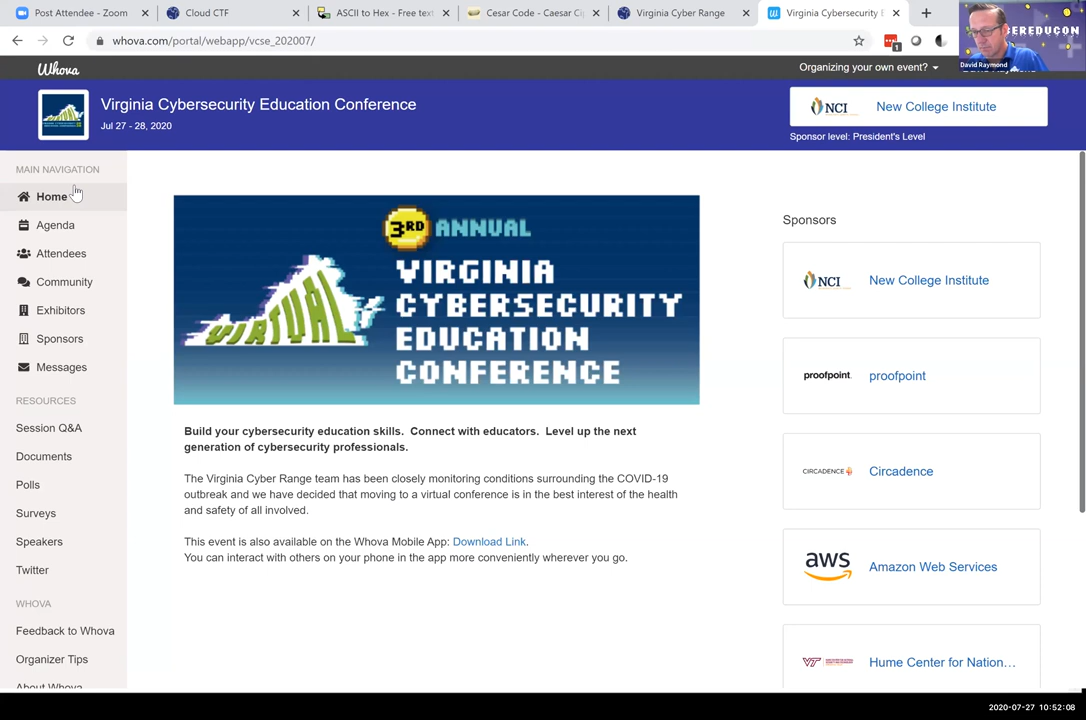 Post Attendee - Zoom
Cloud CTF
ASCII to Hex - Free text
Cesar Code - Caesar Ci
Virginia Cyber Range
Virginia Cybersecurity E
whova.com/portal/webapp/vcse_202007/
1
David Raymond
CEREDUCON
Whova
Organizing your own event?
Virginia Cybersecurity Education Conference
Jul 27 - 28, 2020
NCI
New College Institute
Sponsor level: President's Level
MAIN NAVIGATION
Home
Agenda
Attendees
Community
Exhibitors
Sponsors
Messages
RESOURCES
Session Q&A
Documents
Polls
Surveys
Speakers
Twitter
WHOVA
Feedback to Whova
Organizer Tips
About Whova
3RD ANNUAL
VIRTUAL
VIRGINIA
CYBERSECURITY
EDUCATION
CONFERENCE
Build your cybersecurity education skills. Connect with educators. Level up the next
generation of cybersecurity professionals.
The Virginia Cyber Range team has been closely monitoring conditions surrounding the COVID-19
outbreak and we have decided that moving to a virtual conference is in the best interest of the health
and safety of all involved.
This event is also available on the Whova Mobile App: Download Link.
You can interact with others on your phone in the app more conveniently wherever you go.
Sponsors
NCI
New College Institute
proofpoint.
proofpoint
CIRCADENCE
Circadence
aws
Amazon Web Services
VT
Hume Center for Nation…
2020-07-27 10:52:08